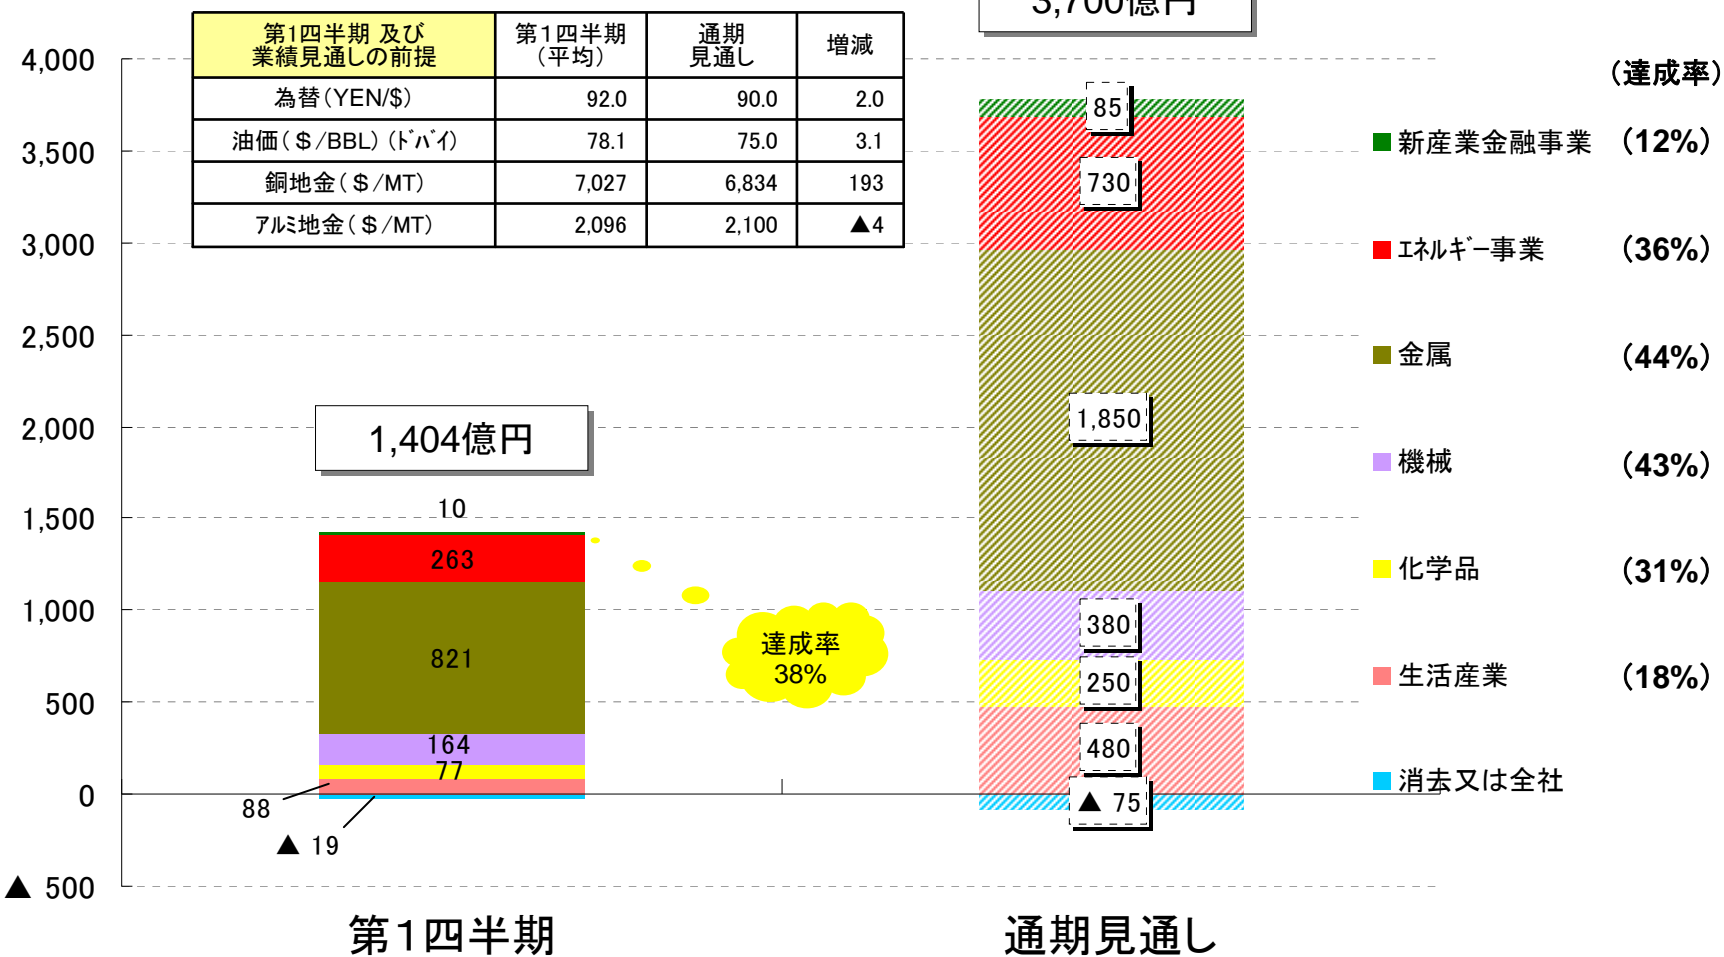 3,700億円
第1四半期 及び
業績見通しの前提
第1四半期
(平均)
通期
見通し
増減
為替(YEN/$) 92.0 90.0 2.0
油価($/BBL)(ドバイ) 78.1 75.0 3.1
銅地金($/MT) 7,027 6,834 193
アルミ地金($/MT) 2,096 2,100 ▲4
4,000
3,500
3,000
2,500
2,000
1,500
1,000
500
0
▲ 500
1,404億円
10
263
821
164
77
88
▲ 19
達成率
38%
85
730
1,850
380
250
480
▲ 75
(達成率)
新産業金融事業 (12%)
エネルギー事業 (36%)
金属 (44%)
機械 (43%)
化学品 (31%)
生活産業 (18%)
消去又は全社
第1四半期
通期見通し